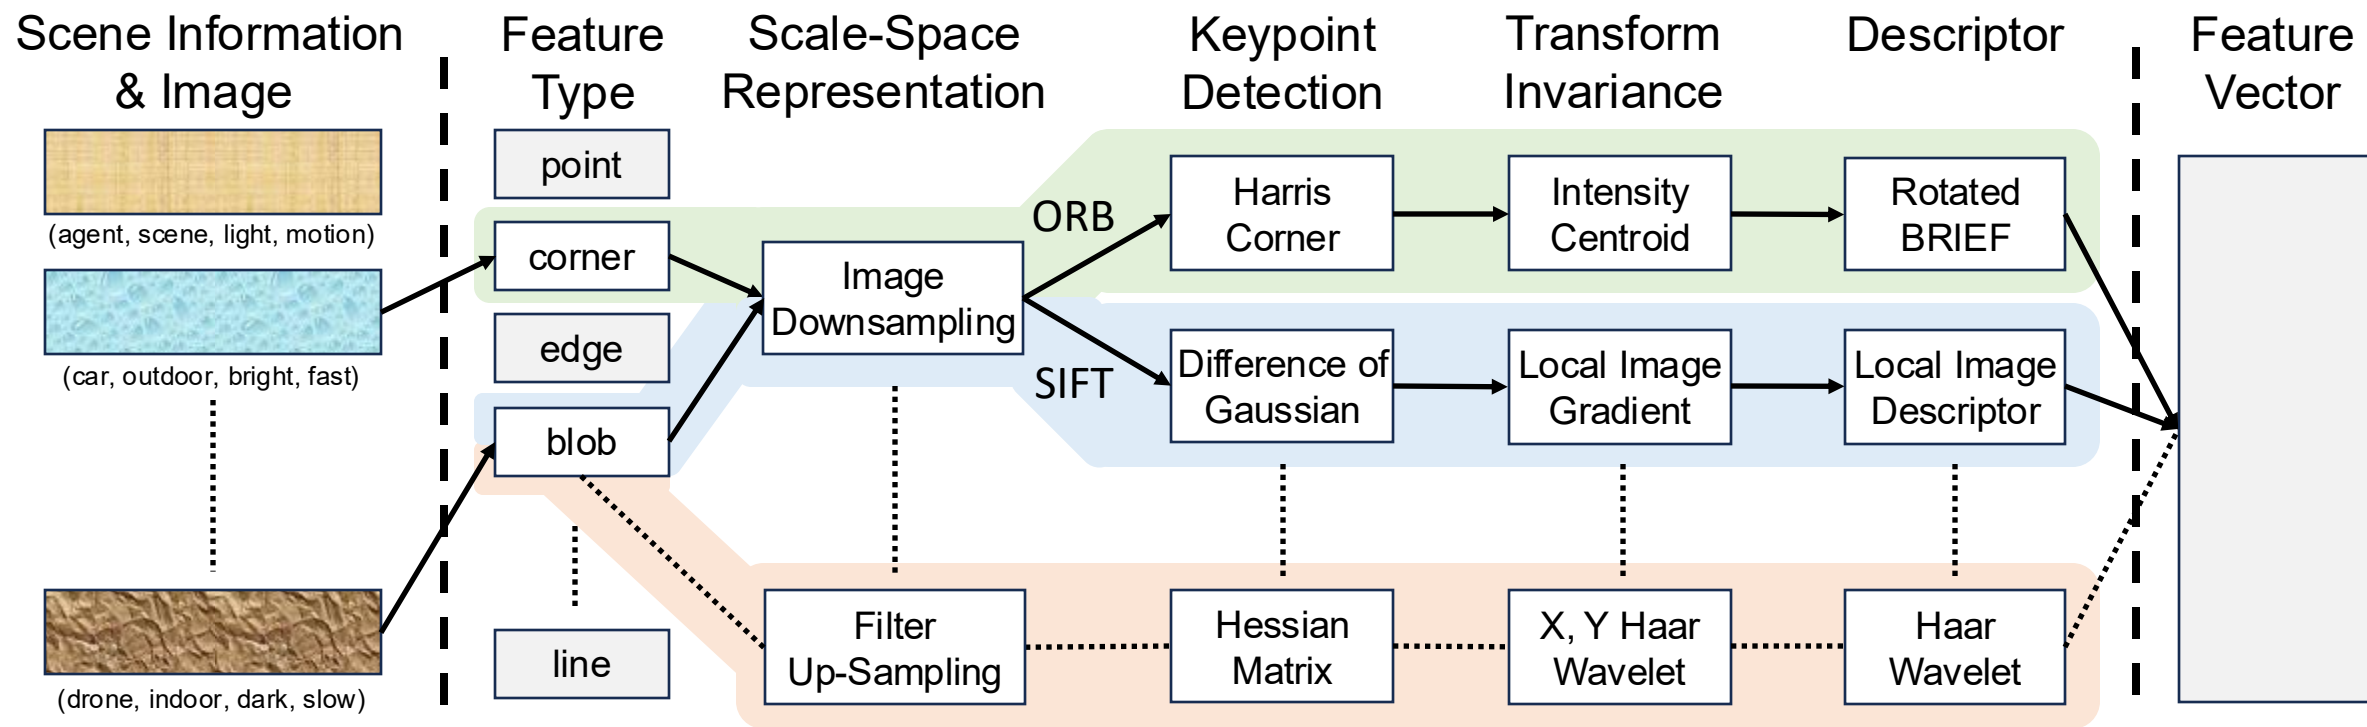 Scene Information
& Image
Feature
Type
Scale-Space
Representation
Keypoint
Detection
Transform
Invariance
Descriptor
Feature
Vector
(agent, scene, light, motion)
(car, outdoor, bright, fast)
(drone, indoor, dark, slow)
point
corner
edge
blob
line
Image
Downsampling
ORB
Harris
Corner
Intensity
Centroid
Rotated
BRIEF
SIFT
Difference of
Gaussian
Local Image
Gradient
Local Image
Descriptor
Filter
Up-Sampling
Hessian
Matrix
X, Y Haar
Wavelet
Haar
Wavelet